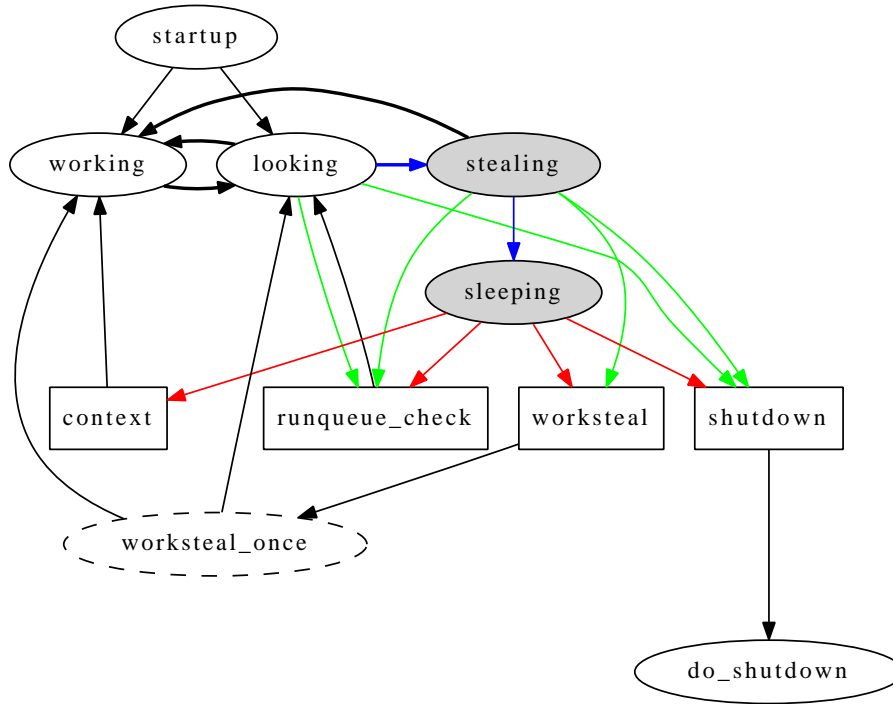 startup
working
looking
stealing
sleeping
context
runqueue_check
worksteal
shutdown
worksteal_once
do_shutdown